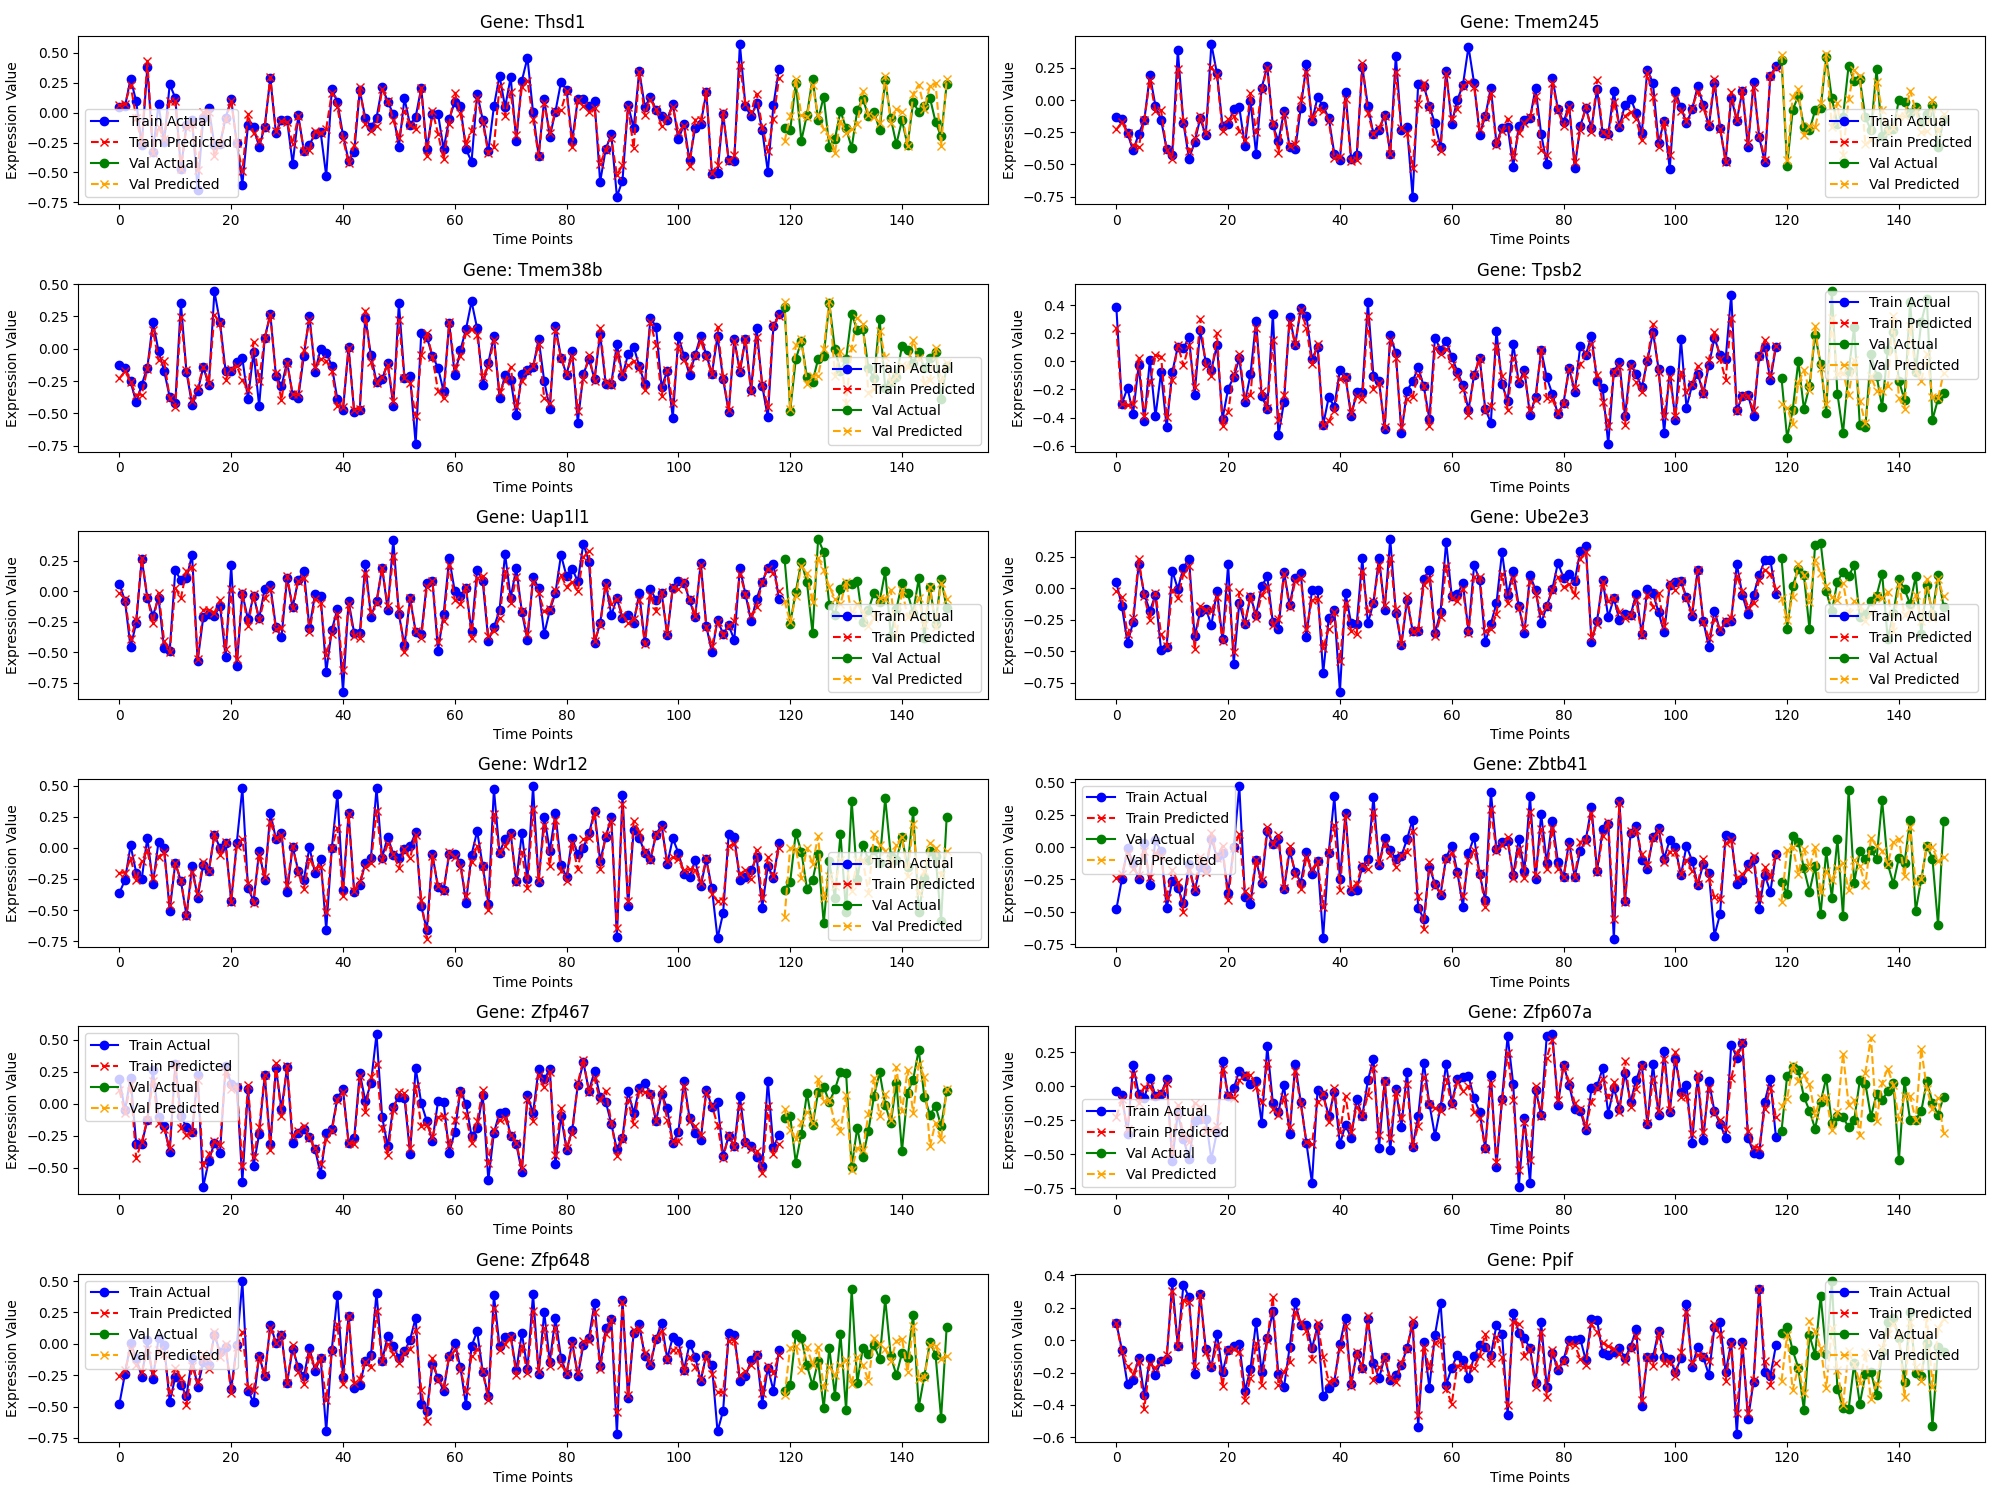 Gene: Thsd1
Expression Value
0.50
0.25
0.00
−0.25
−0.50
−0.75
Train Actual
Train Predicted
Val Actual
Val Predicted
0 20 40 60 80 100 120 140
Time Points
Gene: Tmem245
Expression Value
0.25
0.00
−0.25
−0.50
−0.75
Train Actual
Train Predicted
Val Actual
Val Predicted
0 20 40 60 80 100 120 140
Time Points
Gene: Tmem38b
Expression Value
0.50
0.25
0.00
−0.25
−0.50
−0.75
Train Actual
Train Predicted
Val Actual
Val Predicted
0 20 40 60 80 100 120 140
Time Points
Gene: Tpsb2
Expression Value
0.4
0.2
0.0
−0.2
−0.4
−0.6
Train Actual
Train Predicted
Val Actual
Val Predicted
0 20 40 60 80 100 120 140
Time Points
Gene: Uap1l1
Expression Value
0.25
0.00
−0.25
−0.50
−0.75
Train Actual
Train Predicted
Val Actual
Val Predicted
0 20 40 60 80 100 120 140
Time Points
Gene: Ube2e3
Expression Value
0.25
0.00
−0.25
−0.50
−0.75
Train Actual
Train Predicted
Val Actual
Val Predicted
0 20 40 60 80 100 120 140
Time Points
Gene: Wdr12
Expression Value
0.50
0.25
0.00
−0.25
−0.50
−0.75
Train Actual
Train Predicted
Val Actual
Val Predicted
0 20 40 60 80 100 120 140
Time Points
Gene: Zbtb41
Expression Value
0.50
0.25
0.00
−0.25
−0.50
−0.75
Train Actual
Train Predicted
Val Actual
Val Predicted
0 20 40 60 80 100 120 140
Time Points
Gene: Zfp467
Expression Value
0.50
0.25
0.00
−0.25
−0.50
Train Actual
Train Predicted
Val Actual
Val Predicted
0 20 40 60 80 100 120 140
Time Points
Gene: Zfp607a
Expression Value
0.25
0.00
−0.25
−0.50
−0.75
Train Actual
Train Predicted
Val Actual
Val Predicted
0 20 40 60 80 100 120 140
Time Points
Gene: Zfp648
Expression Value
0.50
0.25
0.00
−0.25
−0.50
−0.75
Train Actual
Train Predicted
Val Actual
Val Predicted
0 20 40 60 80 100 120 140
Time Points
Gene: Ppif
Expression Value
0.4
0.2
0.0
−0.2
−0.4
−0.6
Train Actual
Train Predicted
Val Actual
Val Predicted
0 20 40 60 80 100 120 140
Time Points